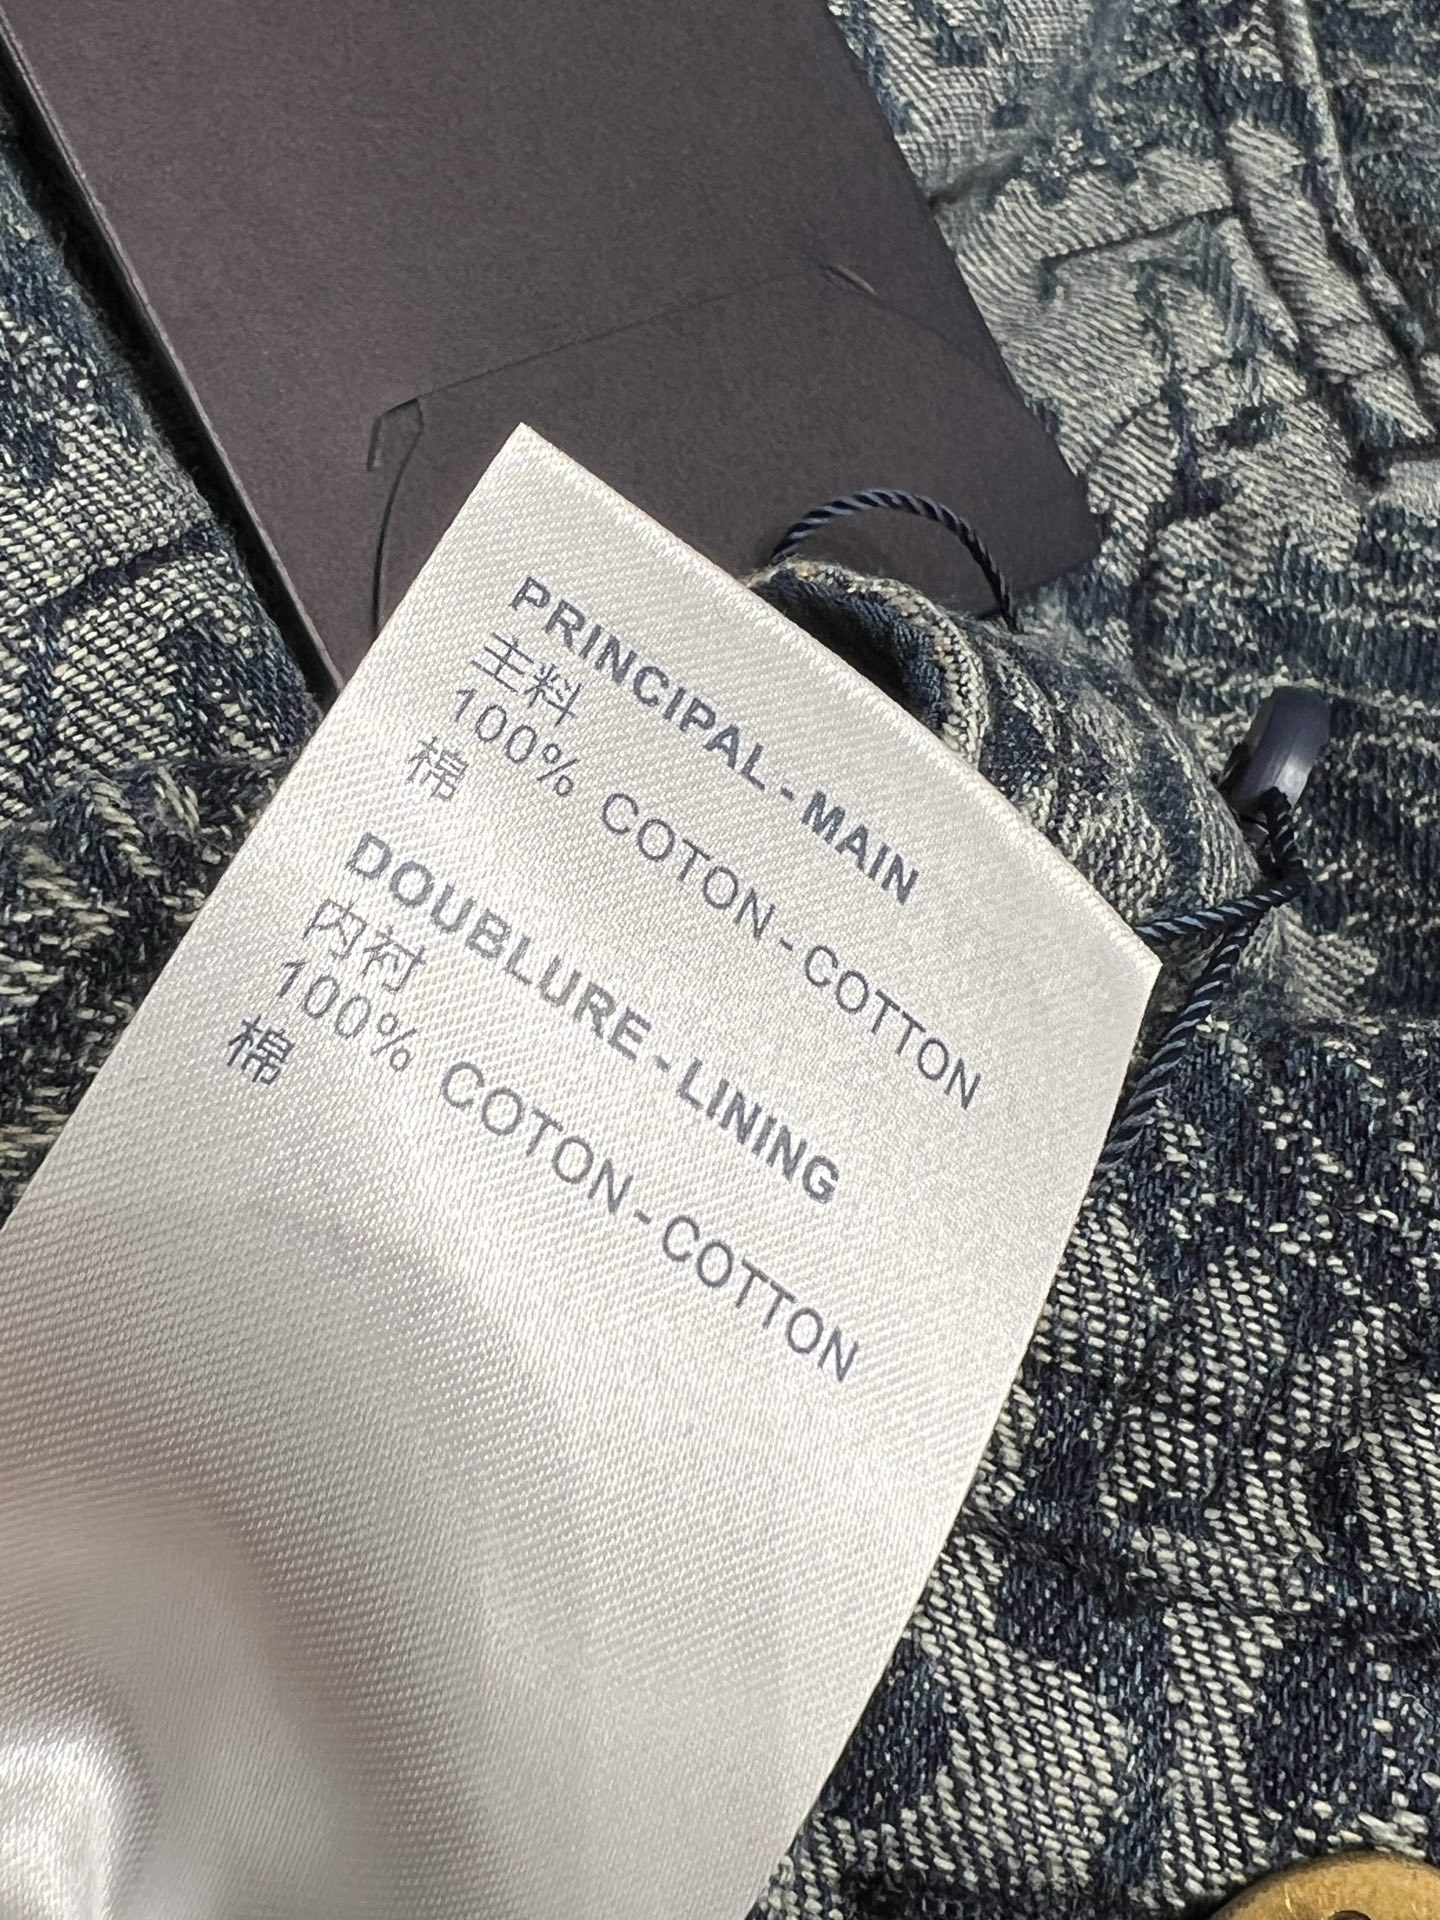 PRINCIPAL-MAIN
主料
100% COTON-COTTON
棉
DOUBLURE-LINING
内衬
100% COTON-COTTON
棉